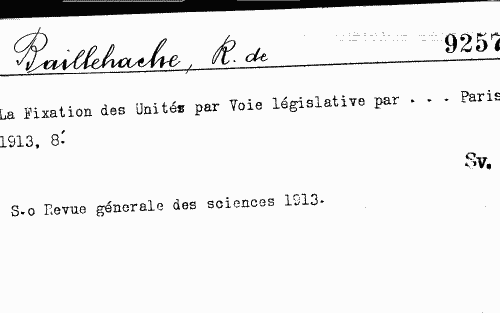 Baillehache, R. de
9257
La Fixation des Unités par Voie législative par . . . Paris
1913, 8.'
Sv.
S.o Revue génerale des sciences 1913.